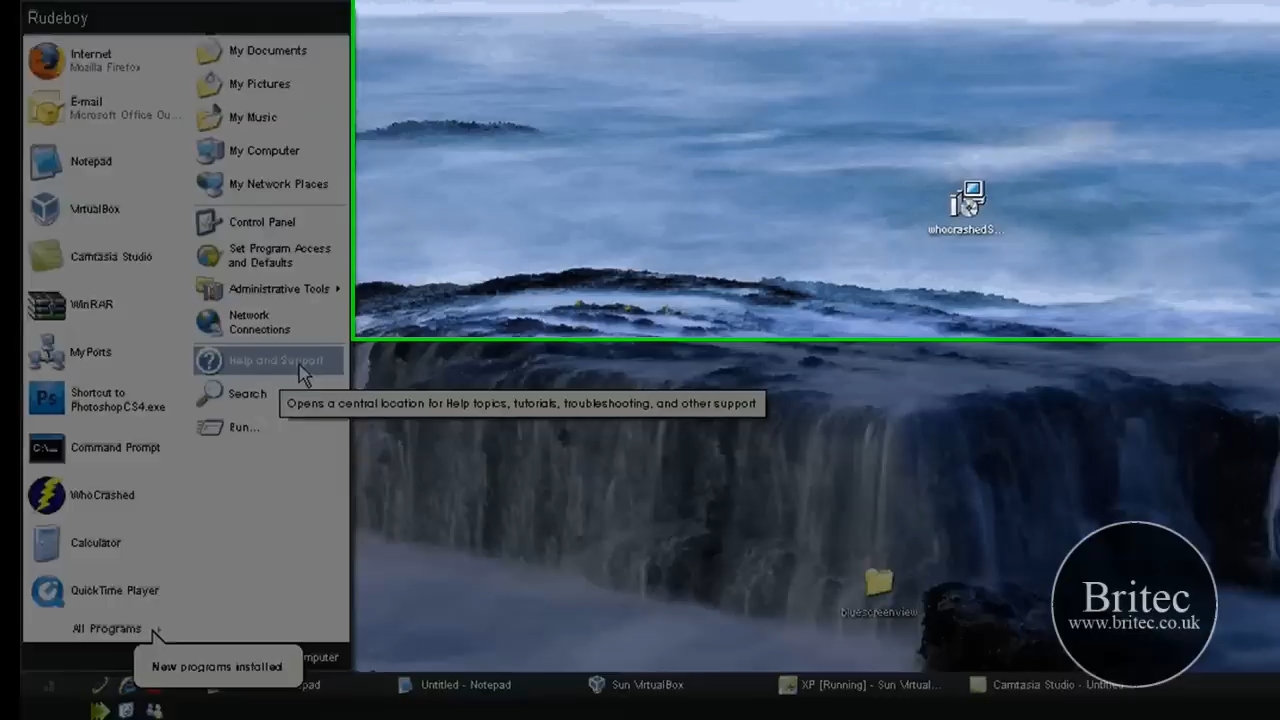 Rudeboy
Internet
Mozilla Firefox
E-mail
Microsoft Office Ou...
Notepad
VirtualBox
Camtasia Studio
WinRAR
MyPorts
Shortcut to
PhotoshopCS4.exe
Command Prompt
WhoCrashed
Calculator
QuickTime Player
All Programs
My Documents
My Pictures
My Music
My Computer
My Network Places
Control Panel
Set Program Access
and Defaults
Administrative Tools
Network
Connections
Help and Support
Search
Run...
Opens a central location for Help topics, tutorials, troubleshooting, and other support
New programs installed
mputer
whocrashedS...
bluescreenview
Britec
www.britec.co.uk
pad
Untitled - Notepad
Sun VirtualBox
XP [Running] - Sun Virtual...
Camtasia Studio - Untitled